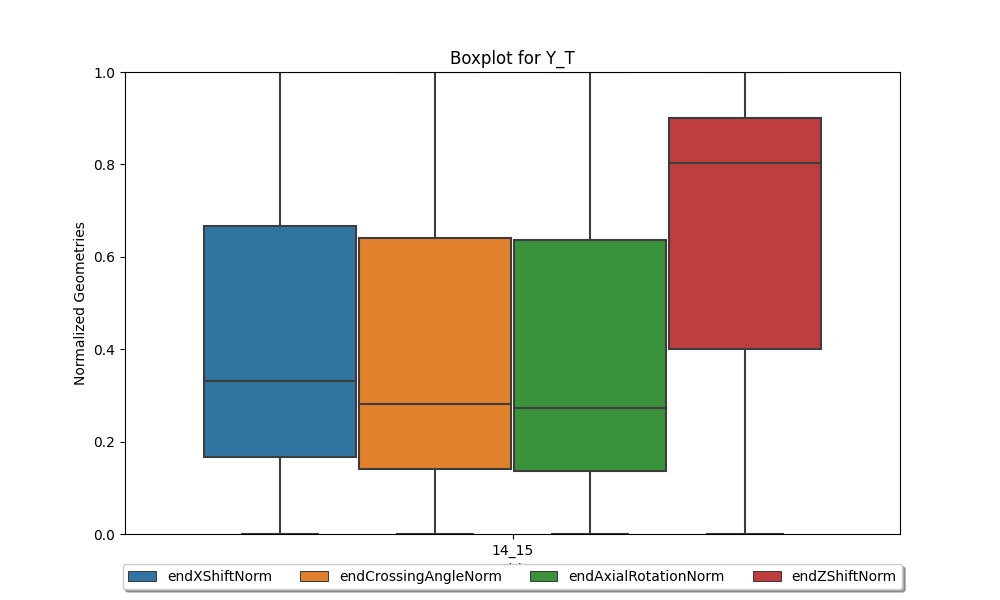 Boxplot for Y_T
Normalized Geometries
1.0
0.8
0.6
0.4
0.2
0.0
14_15
endXShiftNorm endCrossingAngleNorm endAxialRotationNorm endZShiftNorm